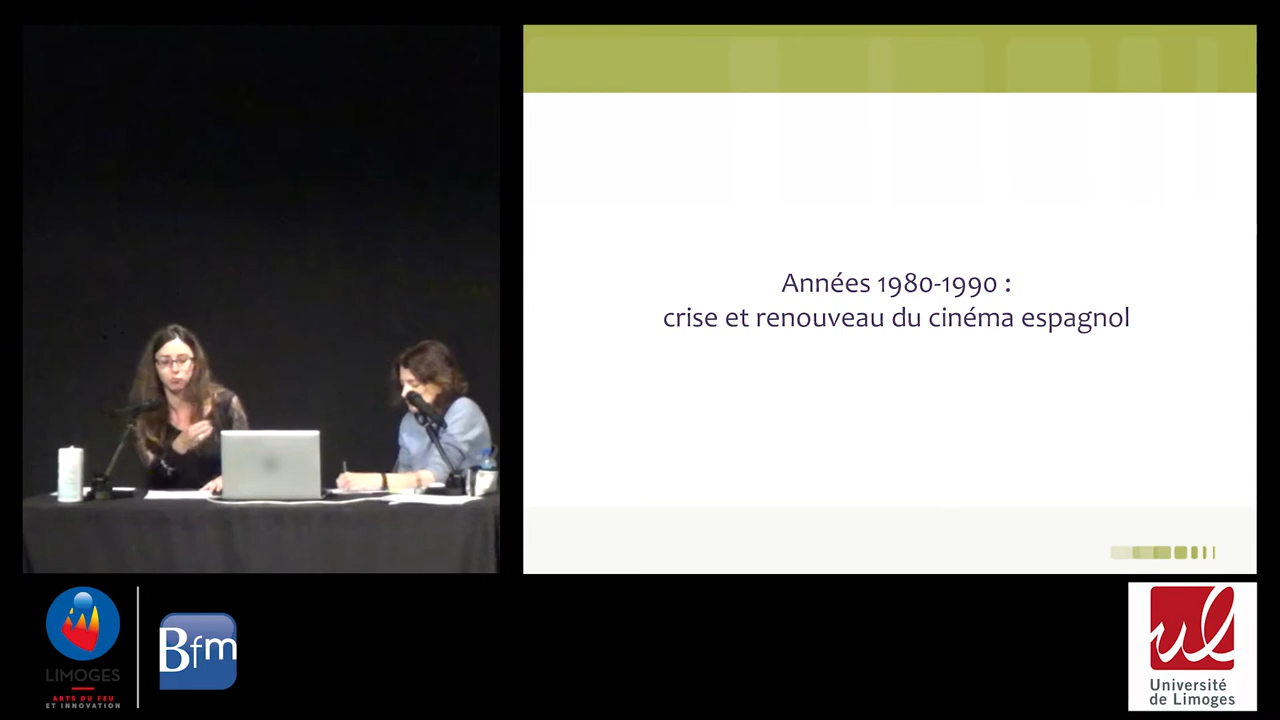 Années 1980-1990 :
crise et renouveau du cinéma espagnol
LIMOGES
ARTS DU FEU
ET INNOVATION
Bfm
ul
Université
de Limoges